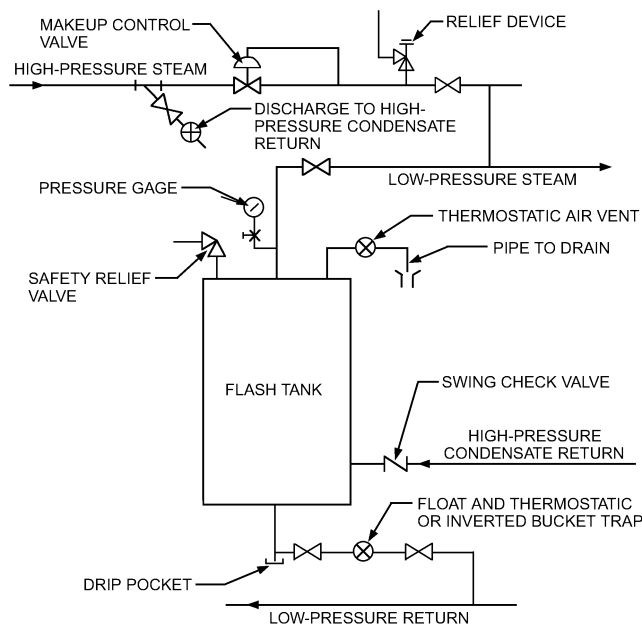 MAKEUP CONTROL
VALVE
RELIEF DEVICE
HIGH-PRESSURE STEAM
DISCHARGE TO HIGH-
PRESSURE CONDENSATE
RETURN
LOW-PRESSURE STEAM
PRESSURE GAGE
THERMOSTATIC AIR VENT
PIPE TO DRAIN
SAFETY RELIEF
VALVE
FLASH TANK
SWING CHECK VALVE
HIGH-PRESSURE
CONDENSATE RETURN
FLOAT AND THERMOSTATIC
OR INVERTED BUCKET TRAP
DRIP POCKET
LOW-PRESSURE RETURN